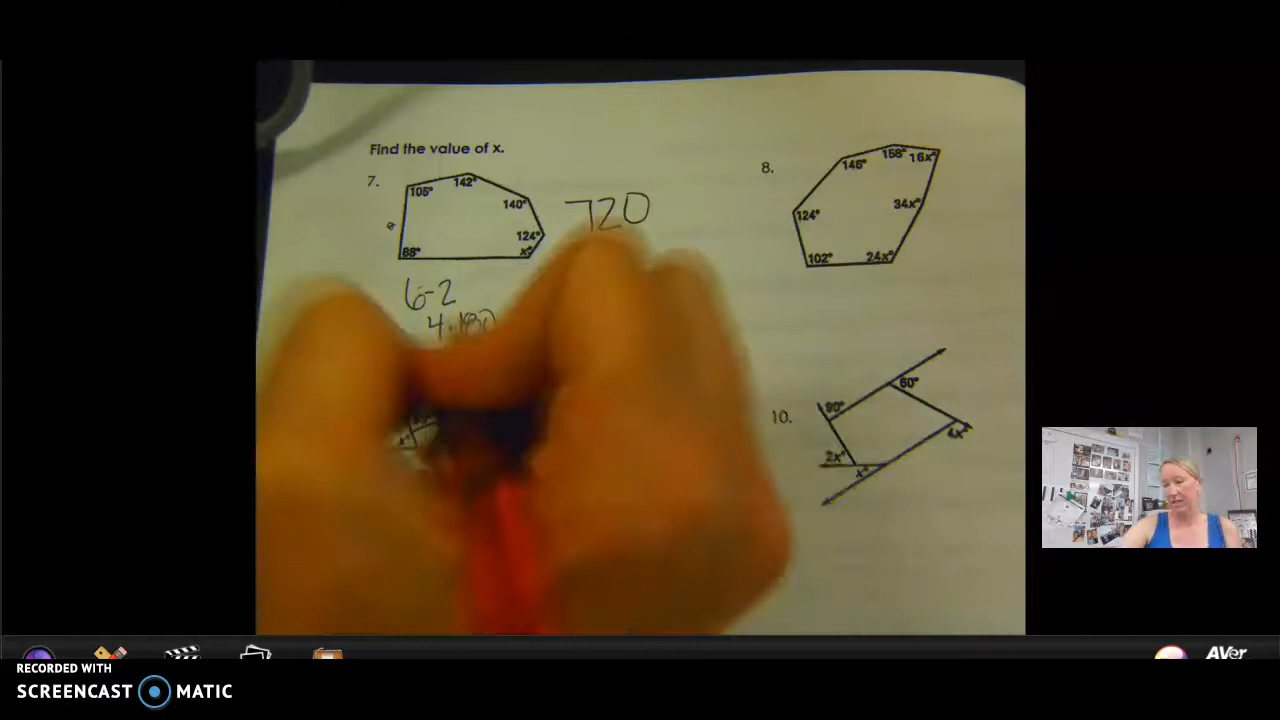 Find the value of x.
7.
105°
142°
140°
124°
x°
88°
720
6-2
4·180
8.
146°
158°
16x°
34x°
124°
102°
24x°
10.
90°
60°
2x°
x°
4x°
RECORDED WITH
SCREENCAST MATIC
AVer